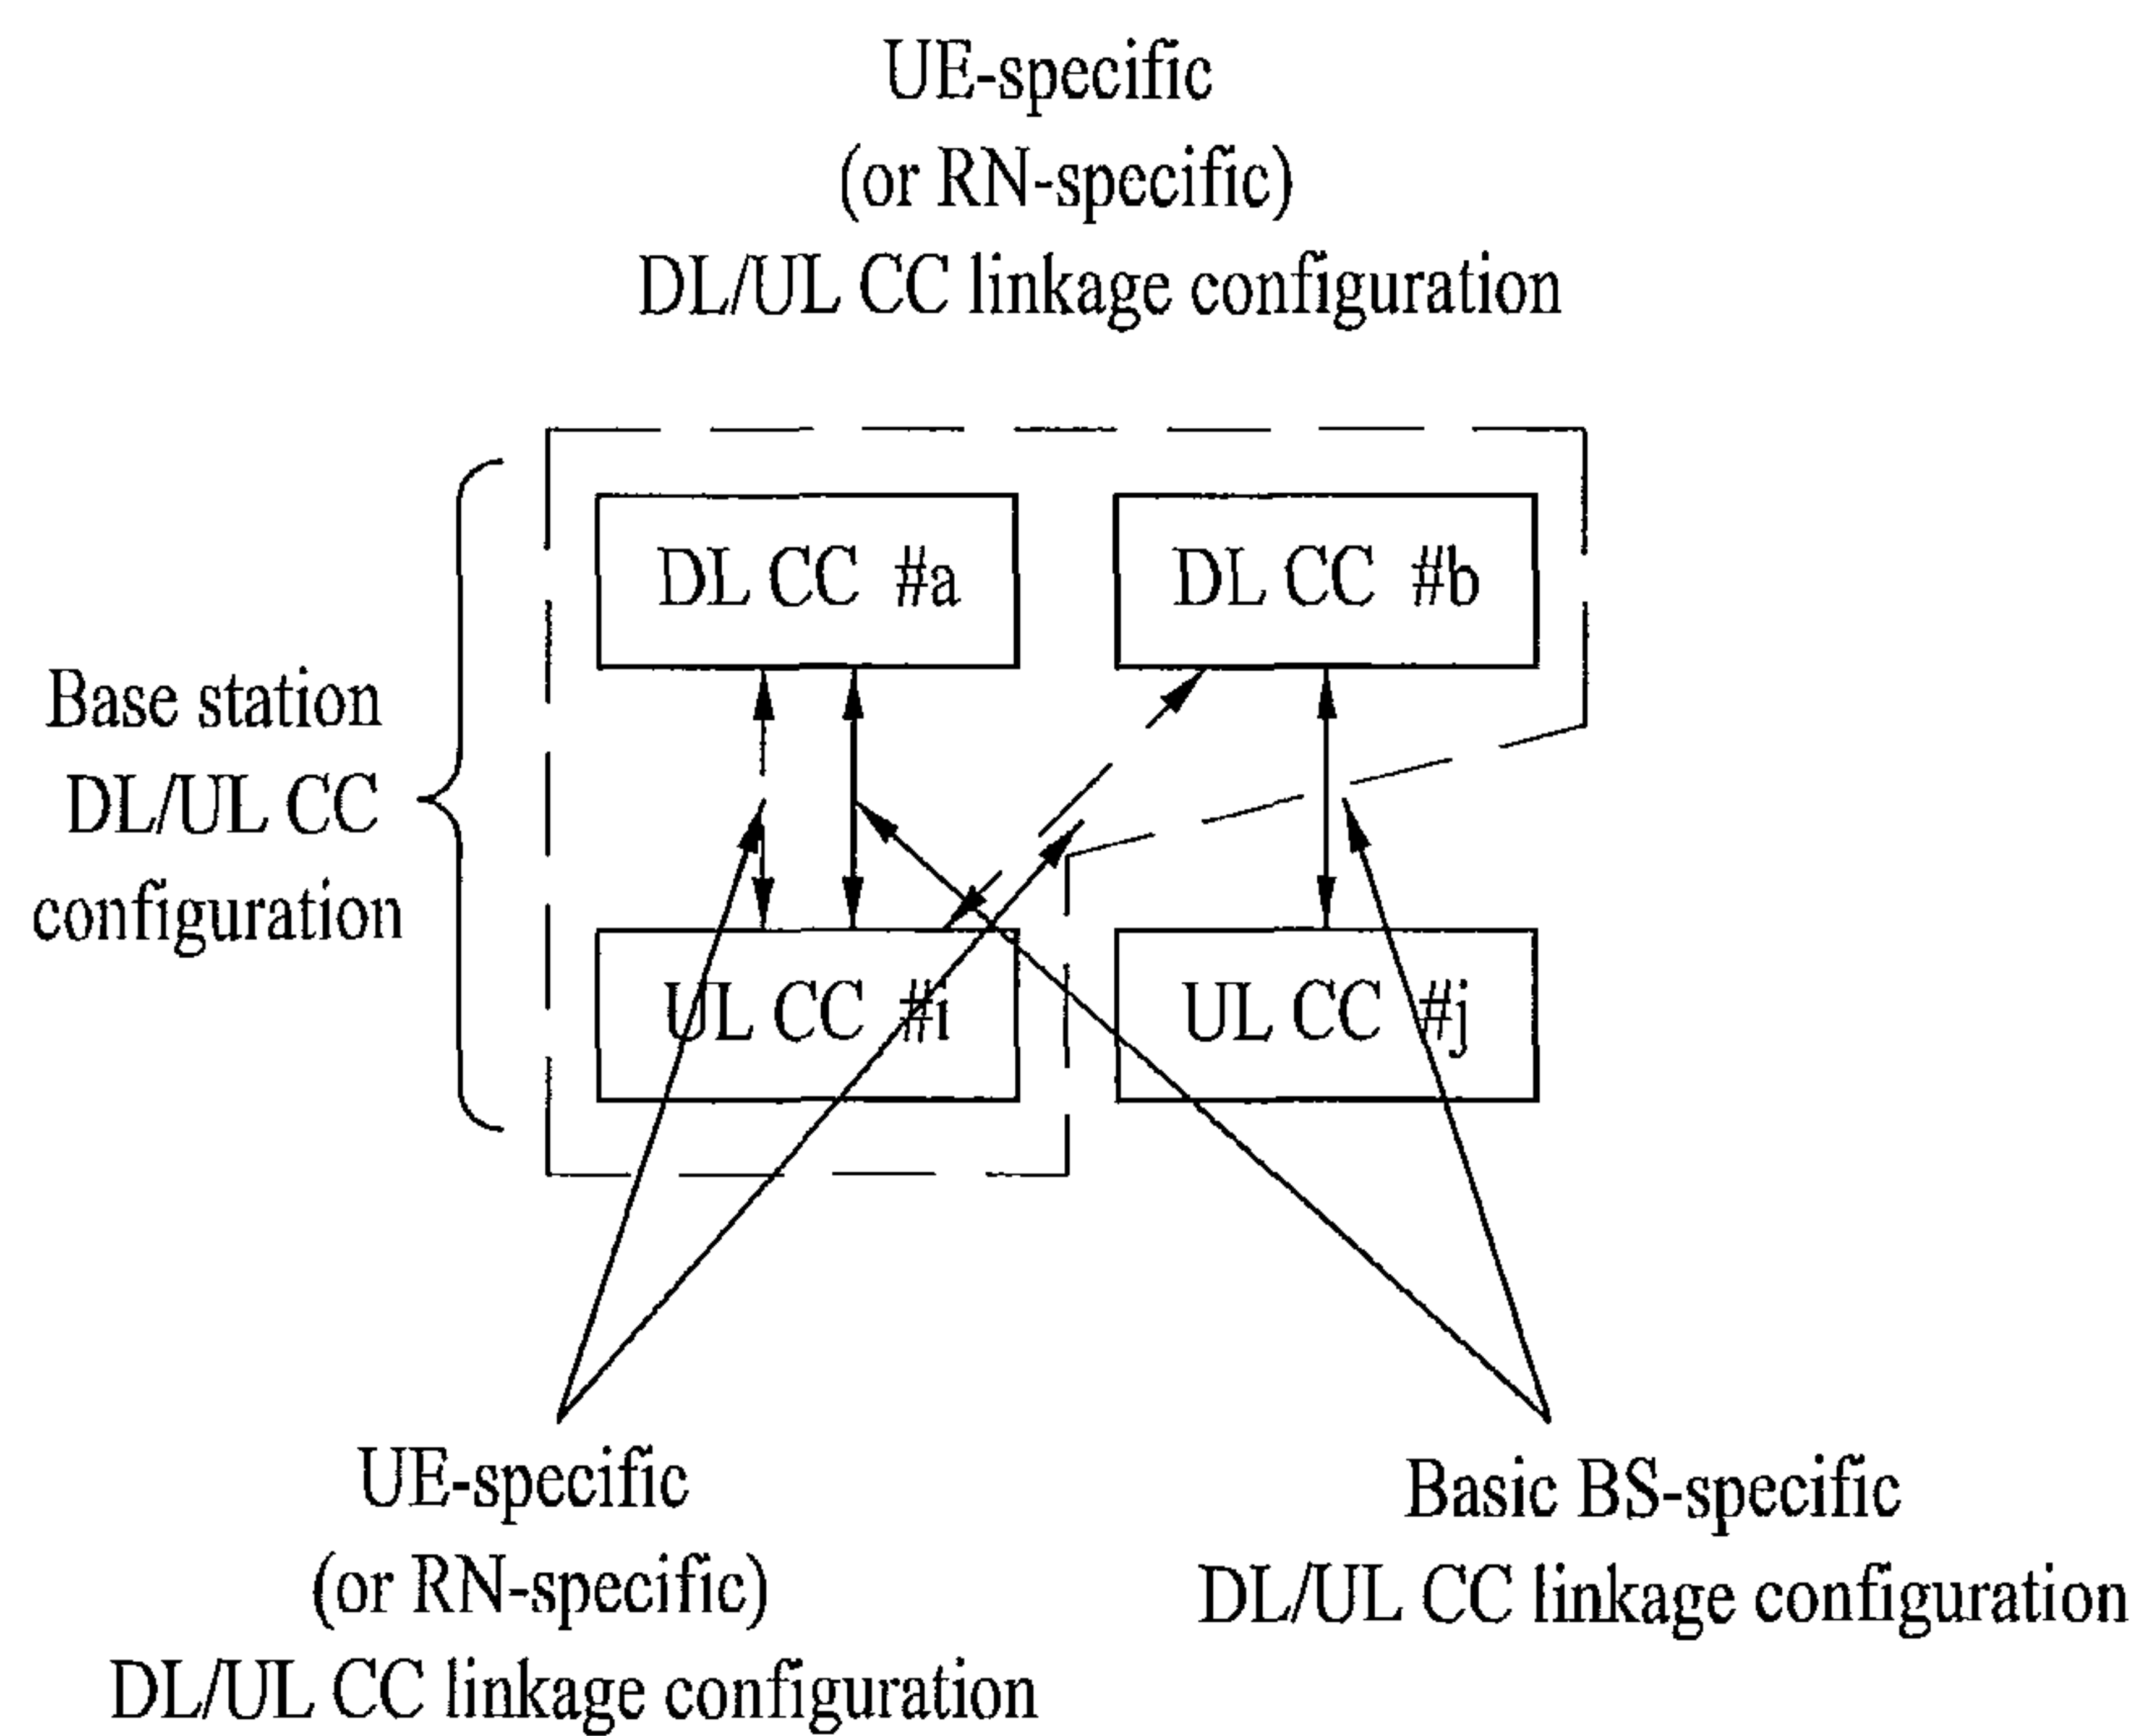 UE-specific
(or RN-specific)
DL/UL CC linkage configuration
DL CC #a
DL CC #b
Base station
DL/UL CC
configuration
UL CC #i
UL CC #j
UE-specific
(or RN-specific)
DL/UL CC linkage configuration
Basic BS-specific
DL/UL CC linkage configuration